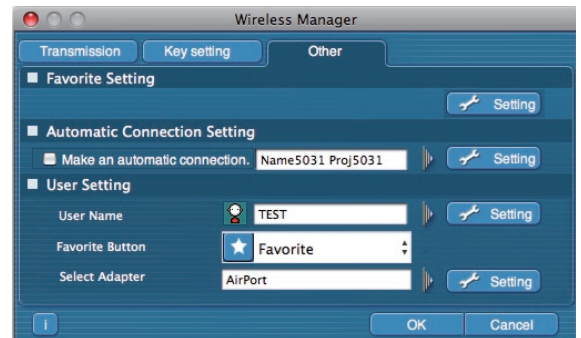 Wireless Manager
Transmission Key setting Other
Favorite Setting
Setting
Automatic Connection Setting
Make an automatic connection. Name5031 Proj5031 Setting
User Setting
User Name TEST Setting
Favorite Button Favorite
Select Adapter AirPort Setting
i OK Cancel